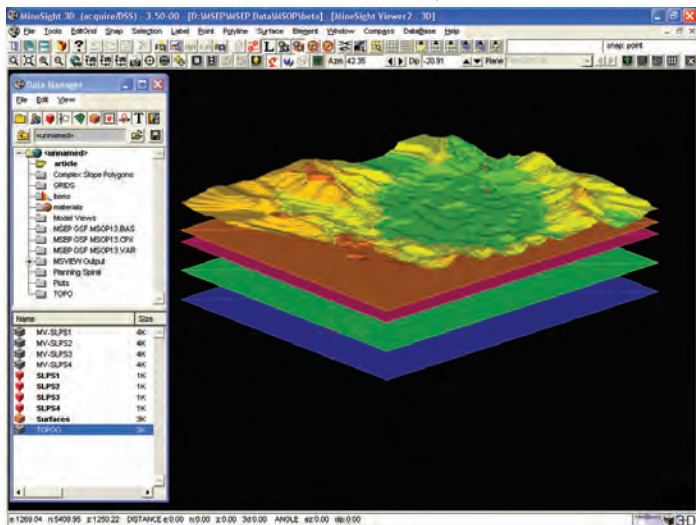 MineSight 3D (acquire/DSS) - 3.50-00 [D:\MSEP\MSEP Data\MSOP\beta] [MineSight Viewer2 - 3D]
File Tools EditGrid Snap Selection Label Point Polyline Surface Element Window Compass DataBase Help
snap: point
Azm 42.35 Dip -20.91 Plane
Data Manager
File Edit View
<unnamed>
<unnamed>
article
Complex Slope Polygons
GRIDS
items
materials
Model Views
MSEP OSF MSOP13.BAS
MSEP OSF MSOP13.CPX
MSEP OSF MSOP13.VAR
MSVIEW Output
Planning Spiral
Plots
TOPO
Name Size
MV-SLPS1 4K
MV-SLPS2 4K
MV-SLPS3 4K
MV-SLPS4 4K
SLPS1 1K
SLPS2 1K
SLPS3 1K
SLPS4 1K
Surfaces 3K
TOPOO 3K
e:1269.04 n:5409.95 z:1250.22 DISTANCE e:0.00 n:0.00 z:0.00 3d:0.00 ANGLE az:0.00 dip:0.00